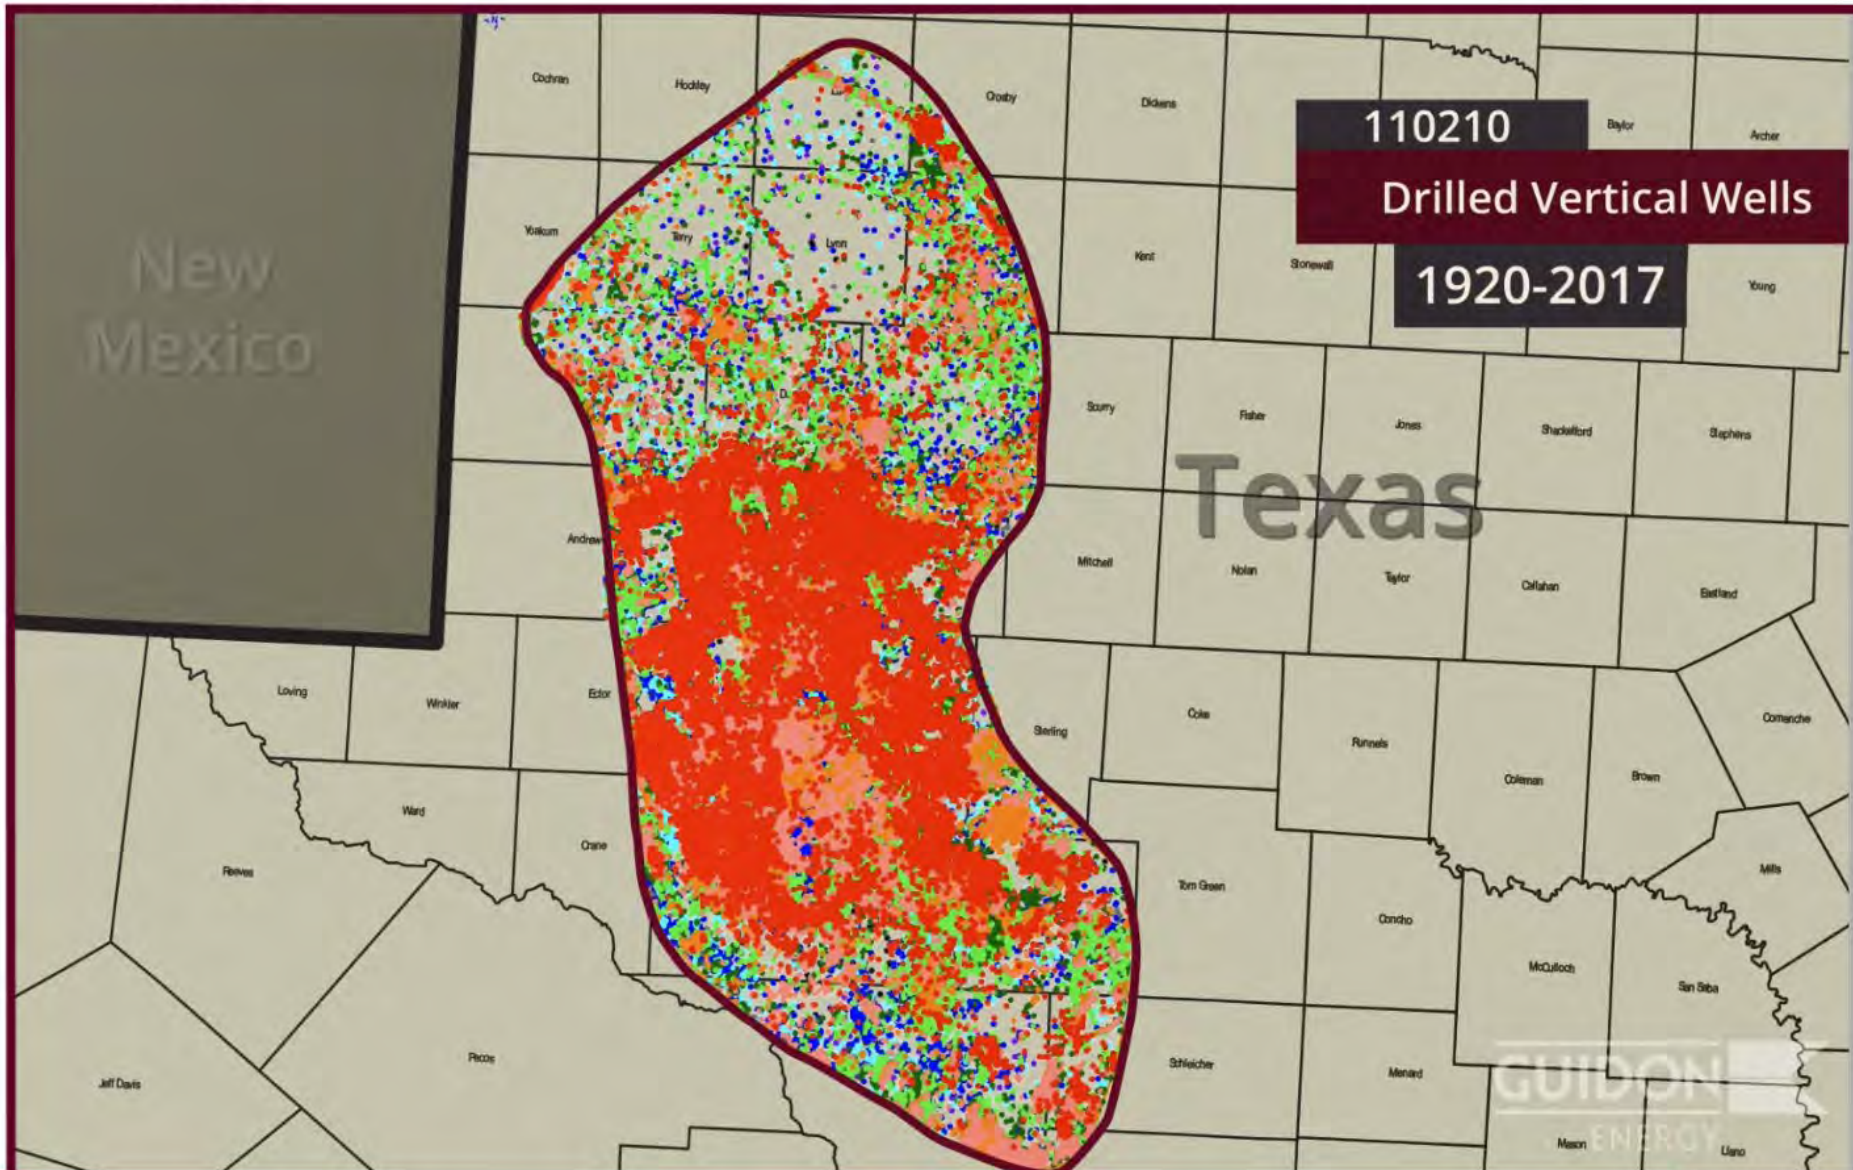 Cochran
Hockley
Crosby
Dickens
110210
Baylor
Archer
Drilled Vertical Wells
Yoakum
Terry
Lynn
Kent
Stonewall
1920-2017
Young
New
Mexico
Scurry
Fisher
Jones
Shackelford
Stephens
Texas
Andrew
Mitchell
Nolan
Taylor
Callahan
Eastland
Loving
Winkler
Ector
Sterling
Coke
Runnels
Coleman
Brown
Comanche
Ward
Crane
Reeves
Tom Green
Concho
Mills
McCulloch
San Saba
Pecos
Jeff Davis
Schleicher
Menard
GUIDON
ENERGY
Mason
Llano